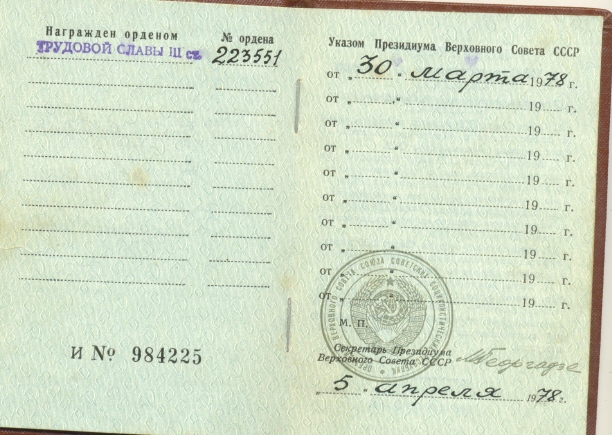 Награжден орденом
№ ордена
ТРУДОВОЙ СЛАВЫ III ст.
223551
И № 984225
Указом Президиума Верховного Совета СССР
от „ 30 “ марта 1978 г.
от „ “ 19 г.
от „ “ 19 г.
от „ “ 19 г.
от „ “ 19 г.
от „ “ 19 г.
от „ “ 19 г.
от „ “ 19 г.
от „ “ 19 г.
от „ “ 19 г.
М. П.
Секретарь Президиума
Верховного Совета СССР
„ 5 “ апреля 1978 г.